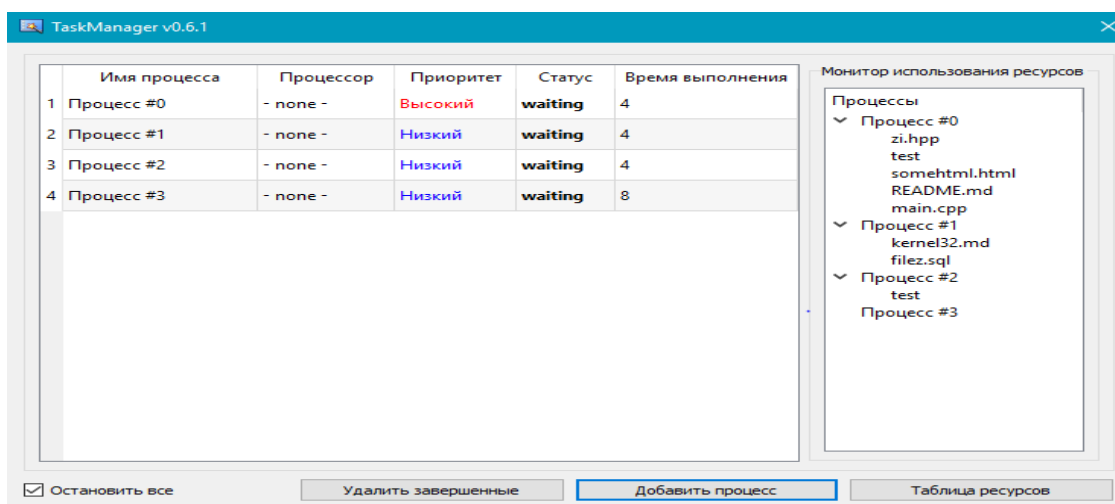 TaskManager v0.6.1
Имя процесса Процессор Приоритет Статус Время выполнения
1 Процесс #0 - none - Высокий waiting 4
2 Процесс #1 - none - Низкий waiting 4
3 Процесс #2 - none - Низкий waiting 4
4 Процесс #3 - none - Низкий waiting 8
Монитор использования ресурсов
Процессы
Процесс #0
zi.hpp
test
somehtml.html
README.md
main.cpp
Процесс #1
kernel32.md
filez.sql
Процесс #2
test
Процесс #3
Остановить все Удалить завершенные Добавить процесс Таблица ресурсов